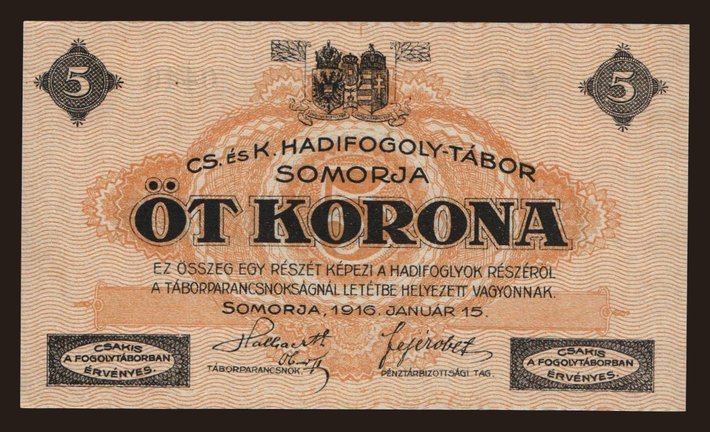 5 5
CS. és K. HADIFOGOLY-TÁBOR
SOMORJA
ÖT KORONA
EZ ÖSSZEG EGY RÉSZÉT KÉPEZI A HADIFOGLYOK RÉSZÉRŐL
A TÁBORPARANCSNOKSÁGNÁL LETÉTBE HELYEZETT VAGYONNAK.
SOMORJA, 1916. JANUÁR 15.
TÁBORPARANCSNOK. PÉNZTÁRBIZOTTSÁGI TAG.
CSAKIS
A FOGOLYTÁBORBAN
ÉRVÉNYES.
CSAKIS
A FOGOLYTÁBORBAN
ÉRVÉNYES.